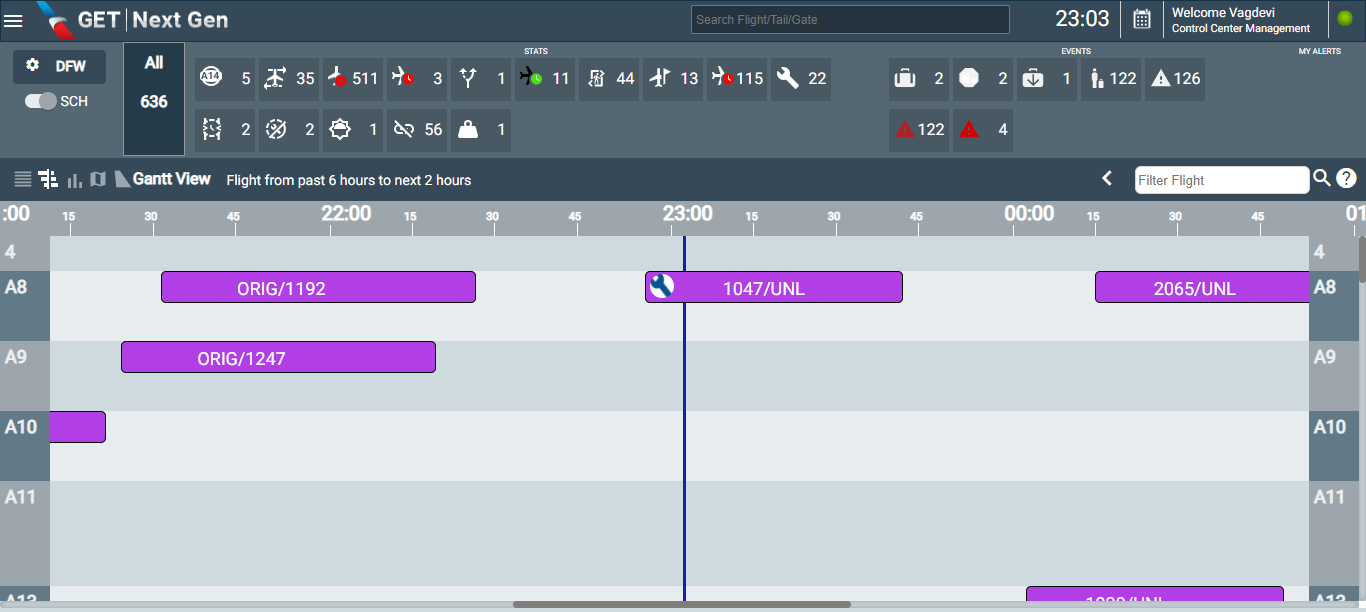 GET | Next Gen
Search Flight/Tail/Gate
23:03
Welcome Vagdevi
Control Center Management
STATS
EVENTS
MY ALERTS
DFW
SCH
All
636
A14 5
35
511
3
1
11
44
13
115
22
2
2
1
122
126
2
2
1
56
1
122
4
Gantt View
Flight from past 6 hours to next 2 hours
Filter Flight
?
:00 15 30 45 22:00 15 30 45 23:00 15 30 45 00:00 15 30 45 01
4 4
A8 ORIG/1192 1047/UNL 2065/UNL A8
A9 ORIG/1247 A9
A10 A10
A11 A11